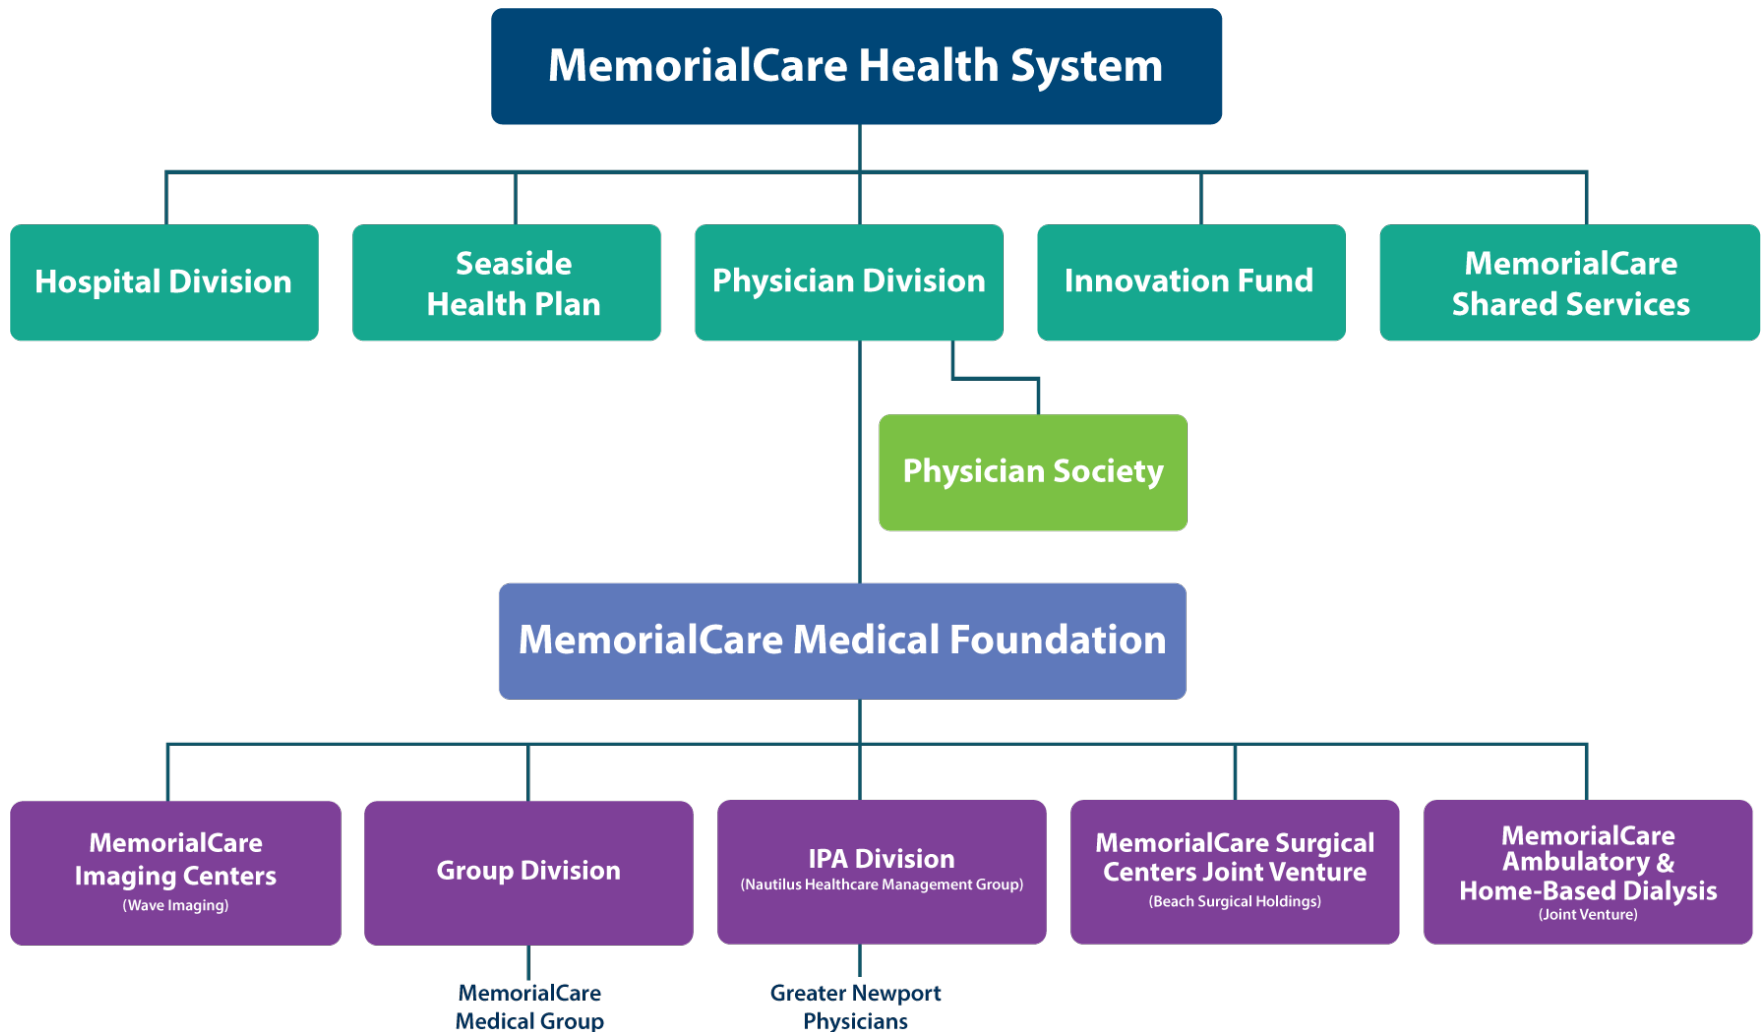 MemorialCare Health System
Hospital Division
Seaside
Health Plan
Physician Division
Innovation Fund
MemorialCare
Shared Services
Physician Society
MemorialCare Medical Foundation
MemorialCare
Imaging Centers
(Wave Imaging)
Group Division
IPA Division
(Nautilus Healthcare Management Group)
MemorialCare Surgical
Centers Joint Venture
(Beach Surgical Holdings)
MemorialCare
Ambulatory &
Home-Based Dialysis
(Joint Venture)
MemorialCare
Medical Group
Greater Newport
Physicians